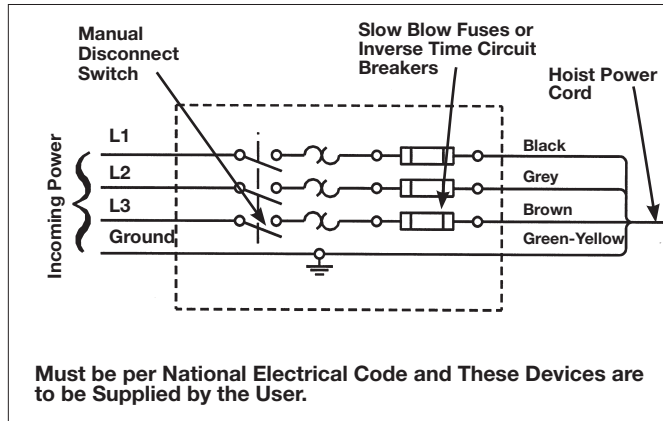 Manual
Disconnect
Switch
Slow Blow Fuses or
Inverse Time Circuit
Breakers
Hoist Power
Cord
Incoming Power
L1
L2
L3
Ground
Black
Grey
Brown
Green-Yellow
Must be per National Electrical Code and These Devices are
to be Supplied by the User.